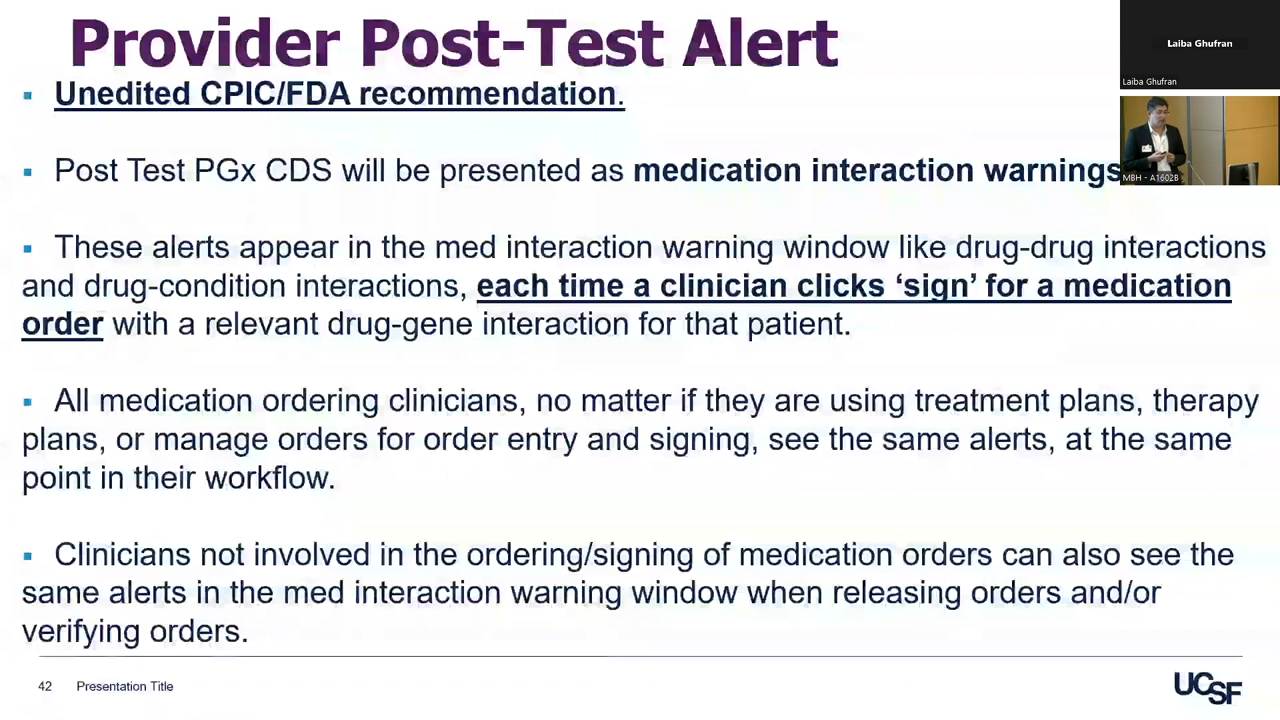 Provider Post-Test Alert
Laiba Ghufran
Laiba Ghufran
MBH - A1602B
▪ Unedited CPIC/FDA recommendation.
▪ Post Test PGx CDS will be presented as medication interaction warnings
▪ These alerts appear in the med interaction warning window like drug-drug interactions
and drug-condition interactions, each time a clinician clicks ‘sign’ for a medication
order with a relevant drug-gene interaction for that patient.
▪ All medication ordering clinicians, no matter if they are using treatment plans, therapy
plans, or manage orders for order entry and signing, see the same alerts, at the same
point in their workflow.
▪ Clinicians not involved in the ordering/signing of medication orders can also see the
same alerts in the med interaction warning window when releasing orders and/or
verifying orders.
42 Presentation Title
UCSF